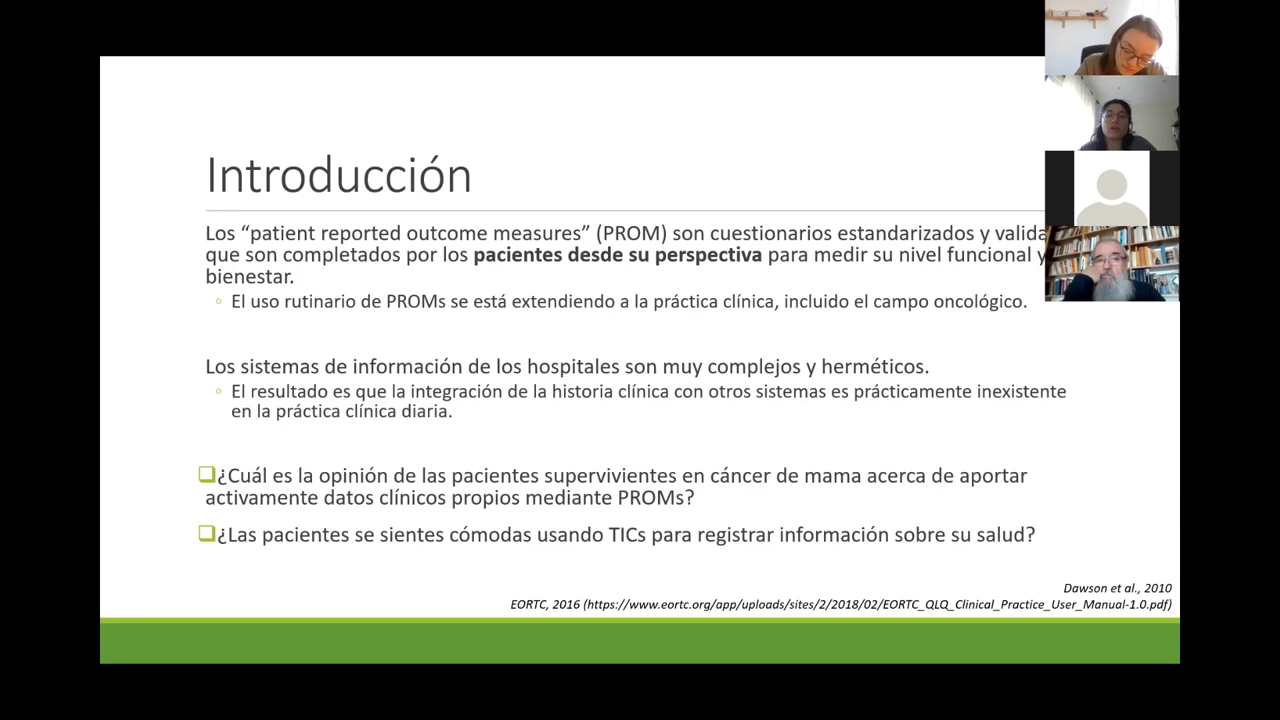 Introducción
Los “patient reported outcome measures” (PROM) son cuestionarios estandarizados y valida
que son completados por los pacientes desde su perspectiva para medir su nivel funcional y
bienestar.
◦ El uso rutinario de PROMs se está extendiendo a la práctica clínica, incluido el campo oncológico.
Los sistemas de información de los hospitales son muy complejos y herméticos.
◦ El resultado es que la integración de la historia clínica con otros sistemas es prácticamente inexistente
en la práctica clínica diaria.
❑¿Cuál es la opinión de las pacientes supervivientes en cáncer de mama acerca de aportar
activamente datos clínicos propios mediante PROMs?
❑¿Las pacientes se sientes cómodas usando TICs para registrar información sobre su salud?
Dawson et al., 2010
EORTC, 2016 (https://www.eortc.org/app/uploads/sites/2/2018/02/EORTC_QLQ_Clinical_Practice_User_Manual-1.0.pdf)